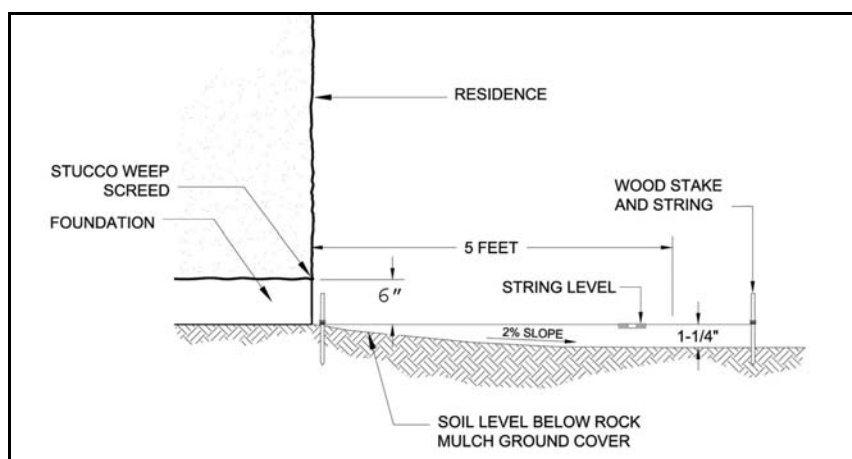 RESIDENCE
STUCCO WEEP
SCREED
FOUNDATION
WOOD STAKE
AND STRING
5 FEET
6"
STRING LEVEL
2% SLOPE
1-1/4"
SOIL LEVEL BELOW ROCK
MULCH GROUND COVER